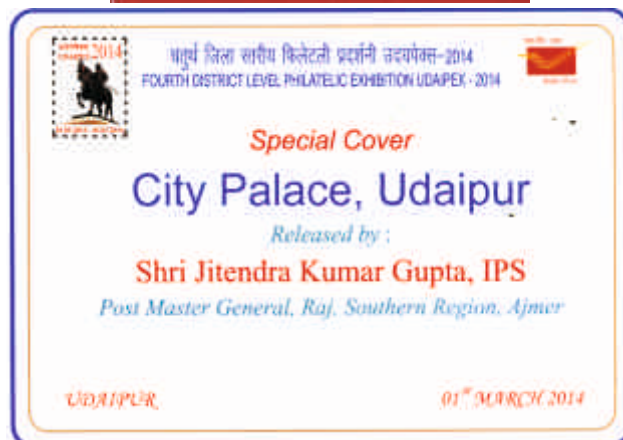 2014
चतुर्थ जिला स्तरीय फिलेटली प्रदर्शनी उदयपेक्स-2014
FOURTH DISTRICT LEVEL PHILATELIC EXHIBITION UDAIPEX - 2014
Special Cover
City Palace, Udaipur
Released by :
Shri Jitendra Kumar Gupta, IPS
Post Master General, Raj. Southern Region, Ajmer
UDAIPUR
01ST MARCH 2014